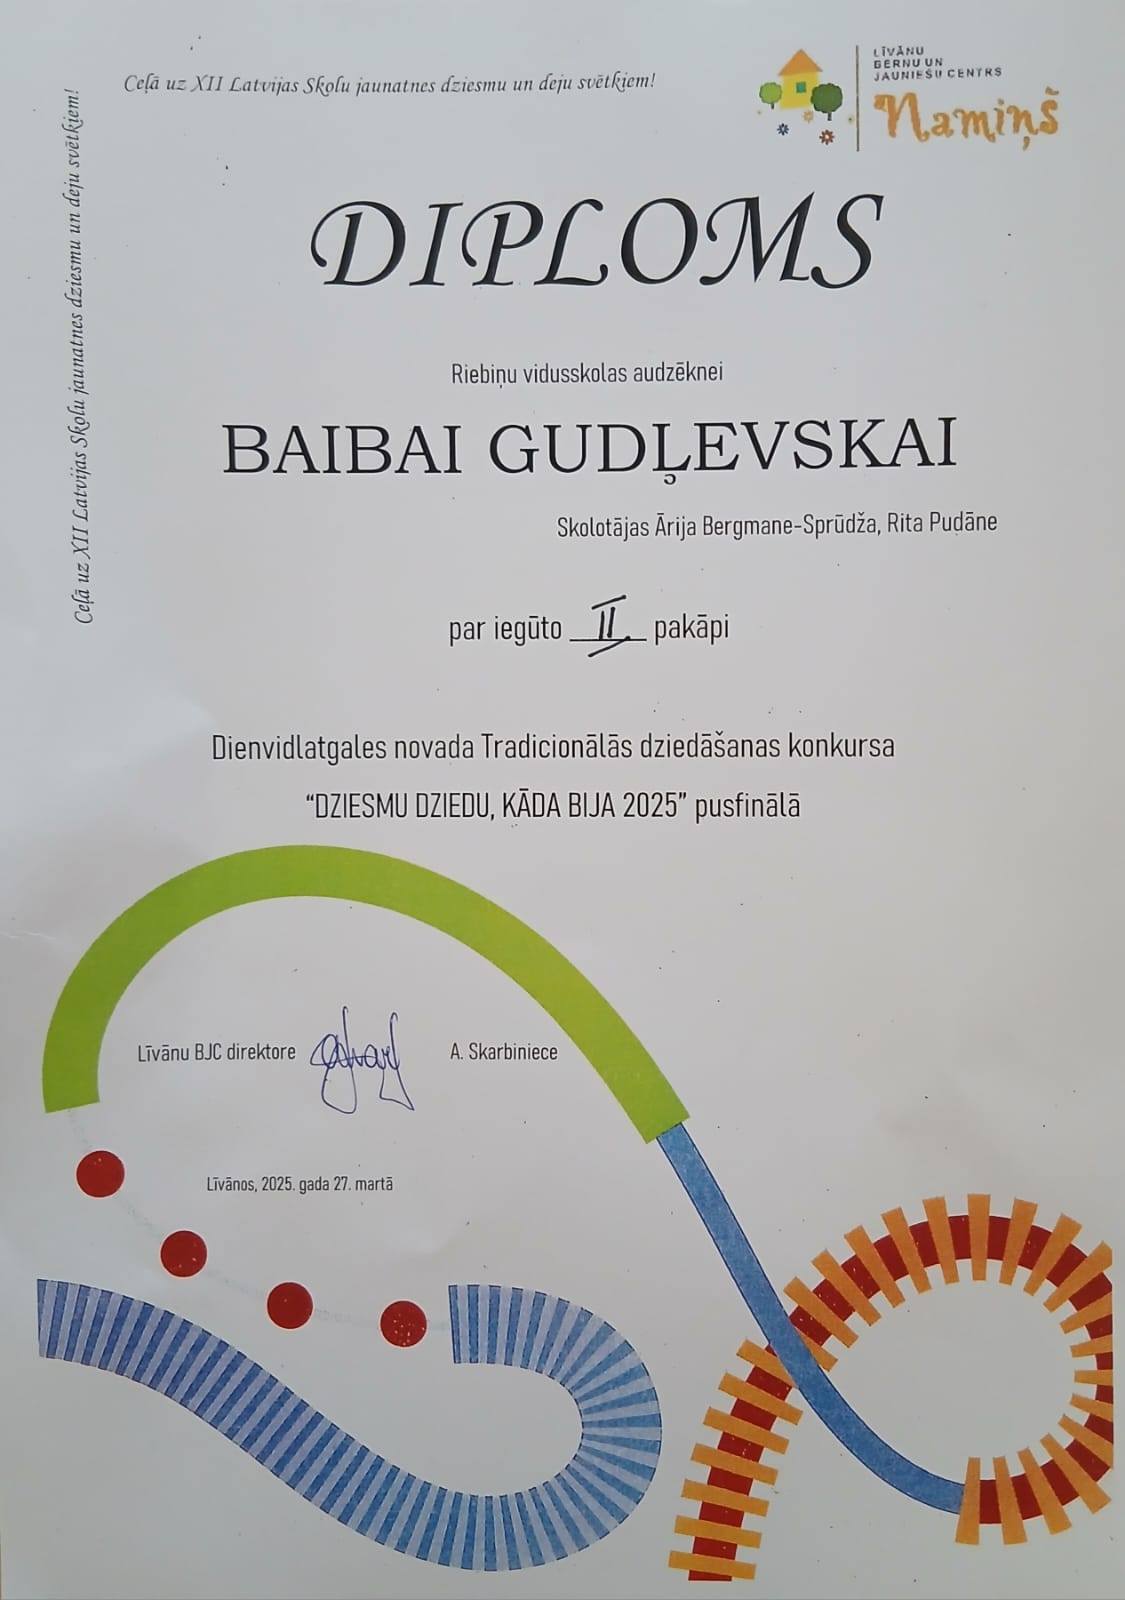 Ceļā uz XII Latvijas Skolu jaunatnes dziesmu un deju svētkiem!
LĪVĀNU
BĒRNU UN
JAUNIEŠU CENTRS
Namiņš
Ceļā uz XII Latvijas Skolu jaunatnes dziesmu un deju svētkiem!
DIPLOMS
Riebiņu vidusskolas audzēknei
BAIBAI GUDĻEVSKAI
Skolotājas Ārija Bergmane-Sprūdža, Rita Pudāne
par iegūto II. pakāpi
Dienvidlatgales novada Tradicionālās dziedāšanas konkursa
“DZIESMU DZIEDU, KĀDA BIJA 2025” pusfinālā
Līvānu BJC direktore A. Skarbiniece
Līvānos, 2025. gada 27. martā